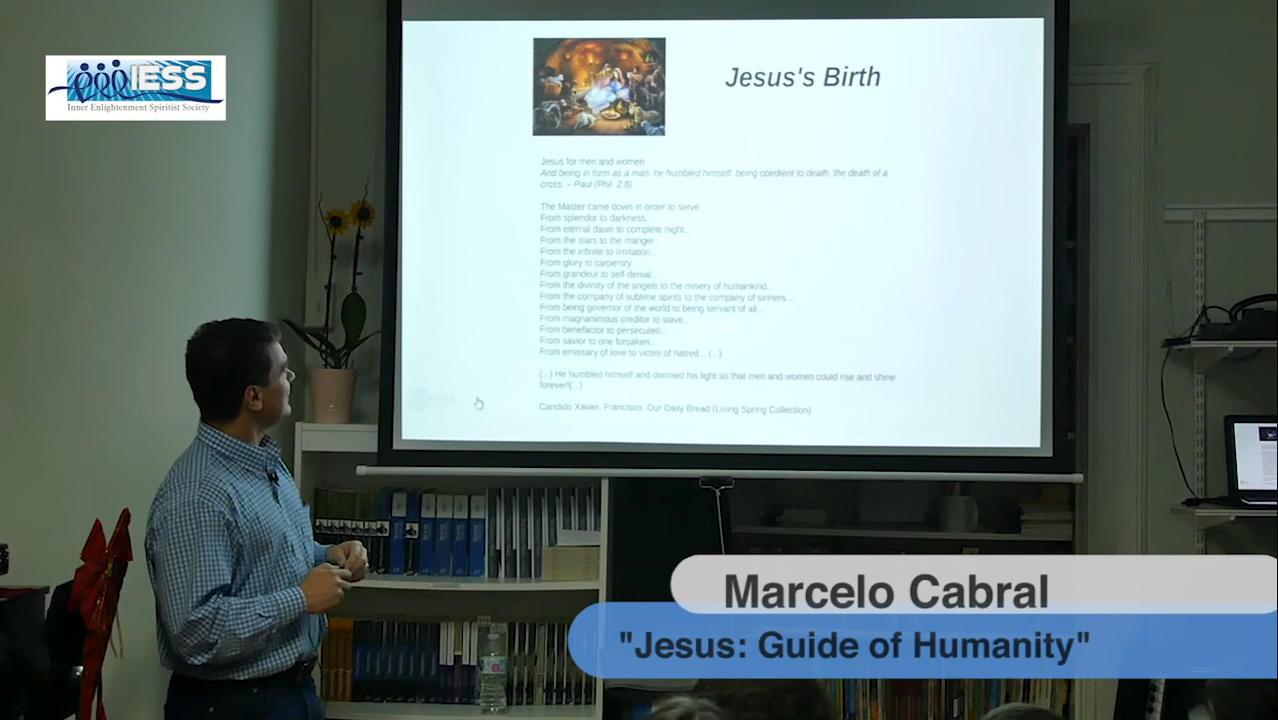 IESS
Inner Enlightenment Spiritist Society
Jesus's Birth
Jesus for men and women
And being in form as a man, he humbled himself, being obedient to death, the death of a
cross. – Paul (Phil. 2:8)
The Master came down in order to serve.
From splendor to darkness...
From eternal dawn to complete night...
From the stars to the manger.
From the infinite to limitation...
From glory to carpentry.
From grandeur to self denial...
From the divinity of the angels to the misery of humankind...
From the company of sublime spirits to the company of sinners...
From being governor of the world to being servant of all...
From magnanimous creditor to slave...
From benefactor to persecuted...
From savior to one forsaken...
From emissary of love to victim of hatred... (...)
(...) He humbled himself and dimmed his light so that men and women could rise and shine
forever!(...)
Candido Xavier, Francisco. Our Daily Bread (Living Spring Collection)
Marcelo Cabral
"Jesus: Guide of Humanity"